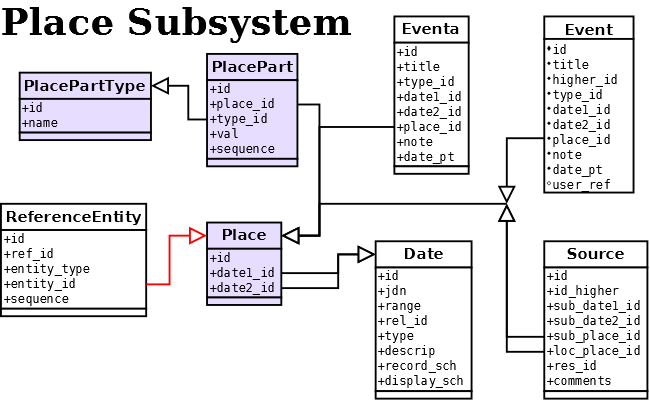 Place Subsystem
PlacePartType
+id
+name
PlacePart
+id
+place_id
+type_id
+val
+sequence
Eventa
+id
+title
+type_id
+date1_id
+date2_id
+place_id
+note
+date_pt
Event
id
title
higher_id
type_id
date1_id
date2_id
place_id
note
date_pt
user_ref
ReferenceEntity
+id
+ref_id
+entity_type
+entity_id
+sequence
Place
+id
+date1_id
+date2_id
Date
+id
+jdn
+range
+rel_id
+type
+descrip
+record_sch
+display_sch
Source
+id
+id_higher
+sub_date1_id
+sub_date2_id
+sub_place_id
+loc_place_id
+res_id
+comments